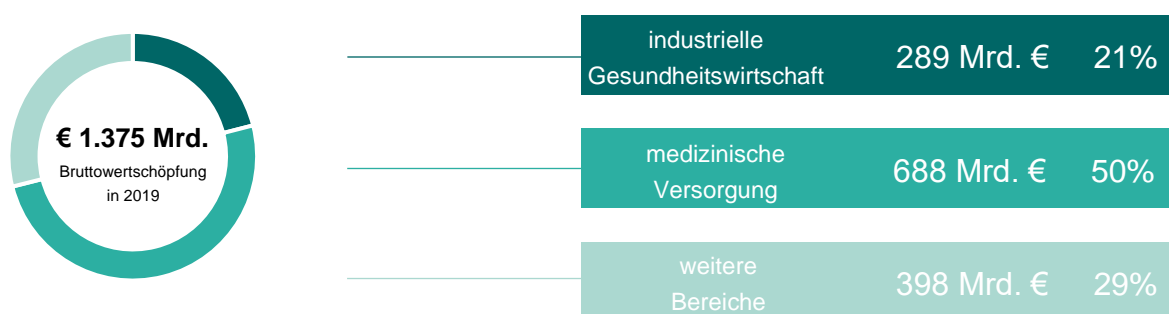 € 1.375 Mrd.
Bruttowertschöpfung
in 2019
industrielle
Gesundheitswirtschaft
289 Mrd. € 21%
medizinische
Versorgung
688 Mrd. € 50%
weitere
Bereiche
398 Mrd. € 29%